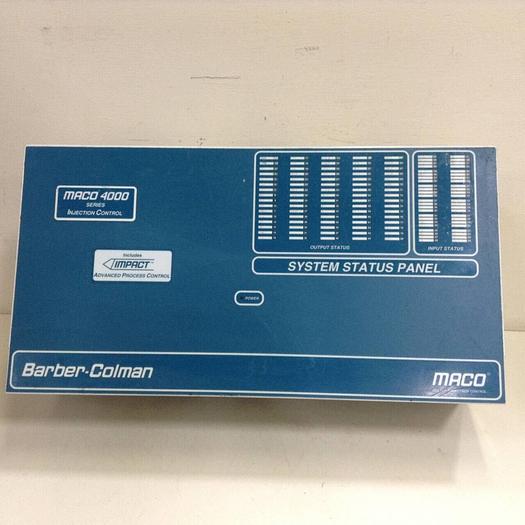 MACO 4000
SERIES
INJECTION CONTROL
Includes
IMPACT™
ADVANCED PROCESS CONTROL
OUTPUT STATUS
INPUT STATUS
SYSTEM STATUS PANEL
POWER
Barber-Colman
MACO®